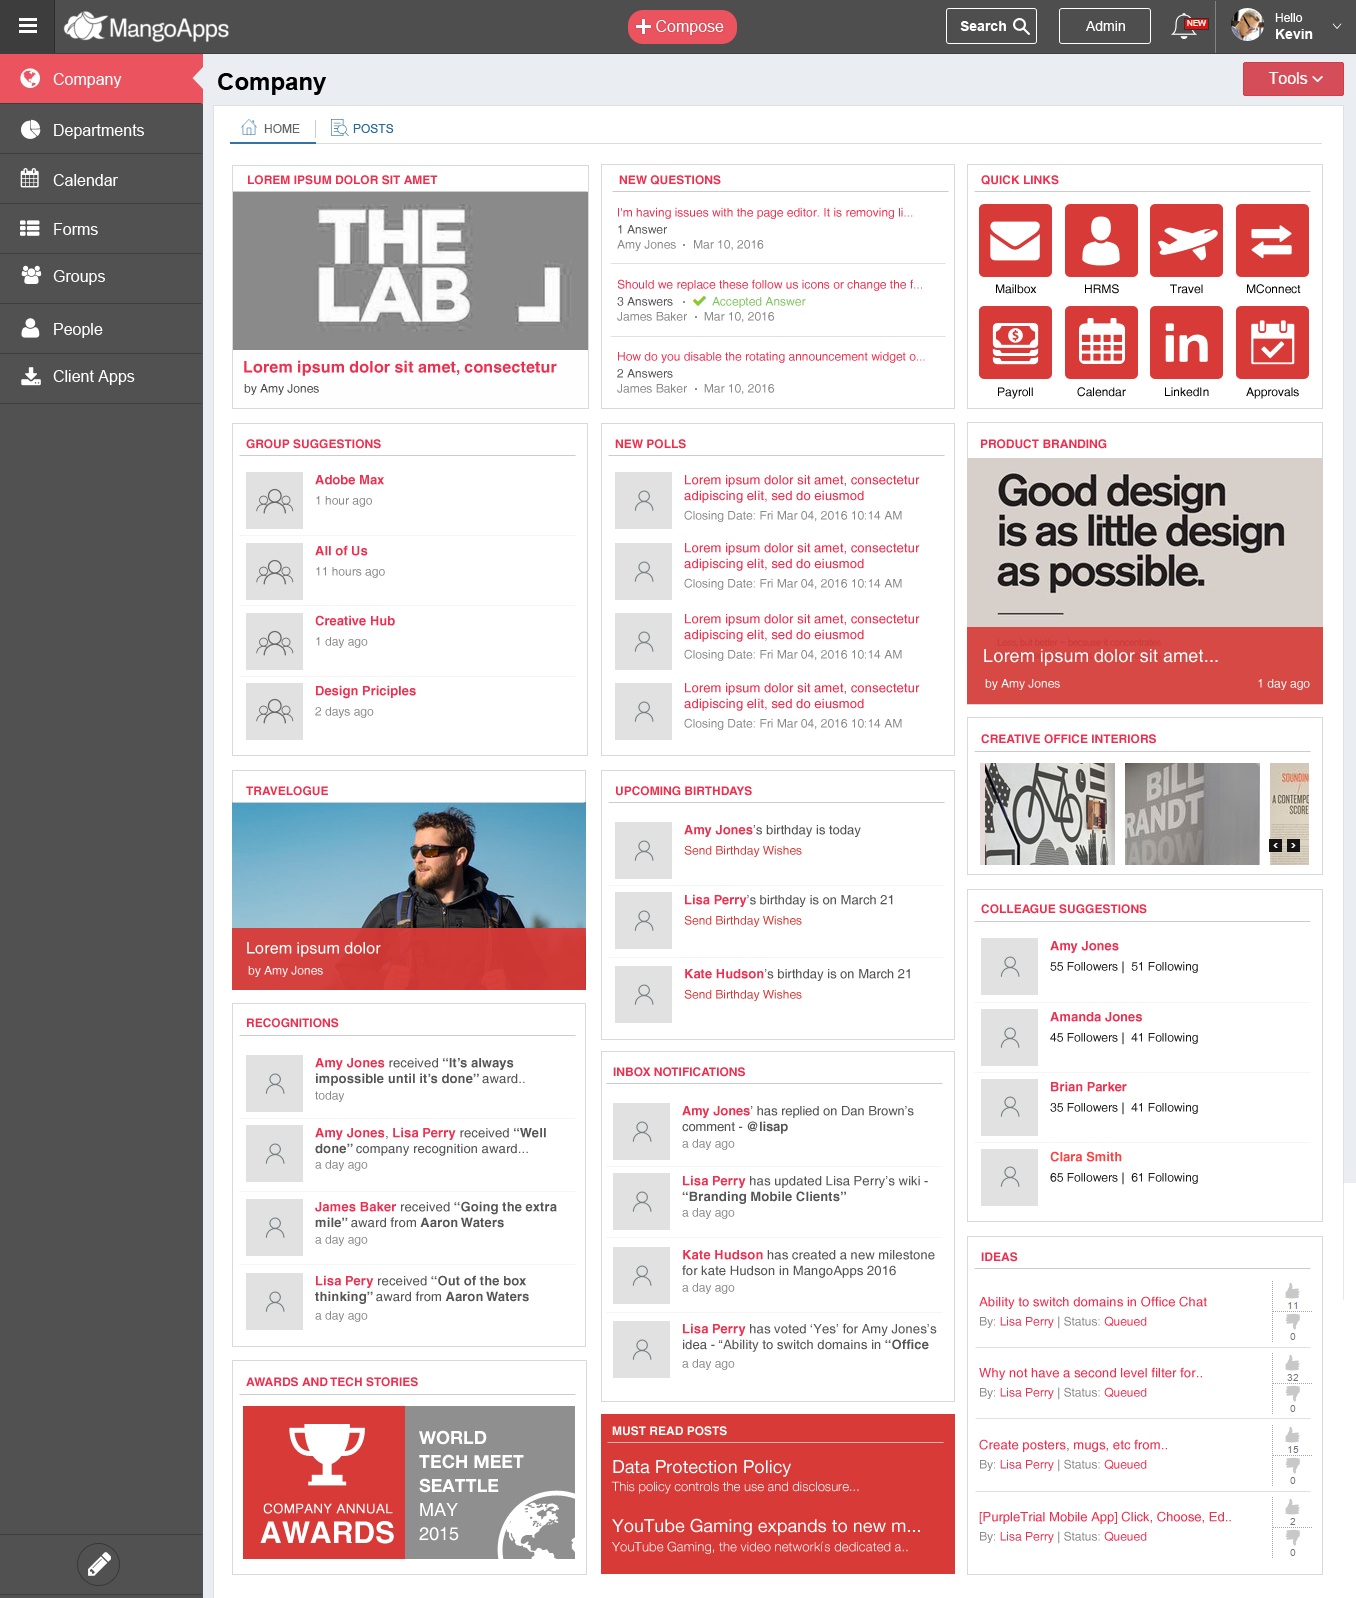 MangoApps
Compose
Search
Admin
NEW
Hello
Kevin
Company
Departments
Calendar
Forms
Groups
People
Client Apps
Company
Tools
HOME
POSTS
LOREM IPSUM DOLOR SIT AMET
THE
LAB
Lorem ipsum dolor sit amet, consectetur
by Amy Jones
NEW QUESTIONS
I'm having issues with the page editor. It is removing li...
1 Answer
Amy Jones · Mar 10, 2016
Should we replace these follow us icons or change the f...
3 Answers · Accepted Answer
James Baker · Mar 10, 2016
How do you disable the rotating announcement widget o...
2 Answers
James Baker · Mar 10, 2016
QUICK LINKS
Mailbox
HRMS
Travel
MConnect
Payroll
Calendar
LinkedIn
Approvals
GROUP SUGGESTIONS
Adobe Max
1 hour ago
All of Us
11 hours ago
Creative Hub
1 day ago
Design Priciples
2 days ago
NEW POLLS
Lorem ipsum dolor sit amet, consectetur
adipiscing elit, sed do eiusmod
Closing Date: Fri Mar 04, 2016 10:14 AM
Lorem ipsum dolor sit amet, consectetur
adipiscing elit, sed do eiusmod
Closing Date: Fri Mar 04, 2016 10:14 AM
Lorem ipsum dolor sit amet, consectetur
adipiscing elit, sed do eiusmod
Closing Date: Fri Mar 04, 2016 10:14 AM
Lorem ipsum dolor sit amet, consectetur
adipiscing elit, sed do eiusmod
Closing Date: Fri Mar 04, 2016 10:14 AM
PRODUCT BRANDING
Good design
is as little design
as possible.
Less, but better – because it concentrates
Lorem ipsum dolor sit amet...
by Amy Jones
1 day ago
CREATIVE OFFICE INTERIORS
BILL
RANDT
ADOW
SOUNDIN
/
A CONTEMPO
SCORE
TRAVELOGUE
Lorem ipsum dolor
by Amy Jones
UPCOMING BIRTHDAYS
Amy Jones's birthday is today
Send Birthday Wishes
Lisa Perry's birthday is on March 21
Send Birthday Wishes
Kate Hudson's birthday is on March 21
Send Birthday Wishes
COLLEAGUE SUGGESTIONS
Amy Jones
55 Followers | 51 Following
Amanda Jones
45 Followers | 41 Following
Brian Parker
35 Followers | 41 Following
Clara Smith
65 Followers | 61 Following
RECOGNITIONS
Amy Jones received “It's always
impossible until it's done” award..
today
Amy Jones, Lisa Perry received “Well
done” company recognition award...
a day ago
James Baker received “Going the extra
mile” award from Aaron Waters
a day ago
Lisa Pery received “Out of the box
thinking” award from Aaron Waters
a day ago
INBOX NOTIFICATIONS
Amy Jones' has replied on Dan Brown's
comment - @lisap
a day ago
Lisa Perry has updated Lisa Perry's wiki -
“Branding Mobile Clients”
a day ago
Kate Hudson has created a new milestone
for kate Hudson in MangoApps 2016
a day ago
Lisa Perry has voted ‘Yes’ for Amy Jones's
idea - “Ability to switch domains in “Office
a day ago
IDEAS
Ability to switch domains in Office Chat
By: Lisa Perry | Status: Queued
11
0
Why not have a second level filter for..
By: Lisa Perry | Status: Queued
32
0
Create posters, mugs, etc from..
By: Lisa Perry | Status: Queued
15
0
[PurpleTrial Mobile App] Click, Choose, Ed..
By: Lisa Perry | Status: Queued
2
0
AWARDS AND TECH STORIES
COMPANY ANNUAL
AWARDS
WORLD
TECH MEET
SEATTLE
MAY
2015
MUST READ POSTS
Data Protection Policy
This policy controls the use and disclosure...
YouTube Gaming expands to new m...
YouTube Gaming, the video networkís dedicated a..